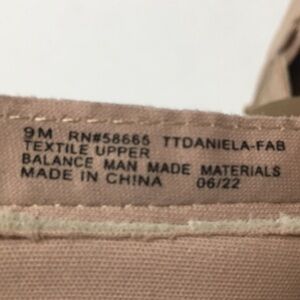 9M RN#58665 TTDANIELA-FAB
TEXTILE UPPER
BALANCE MAN MADE MATERIALS
MADE IN CHINA 06/22